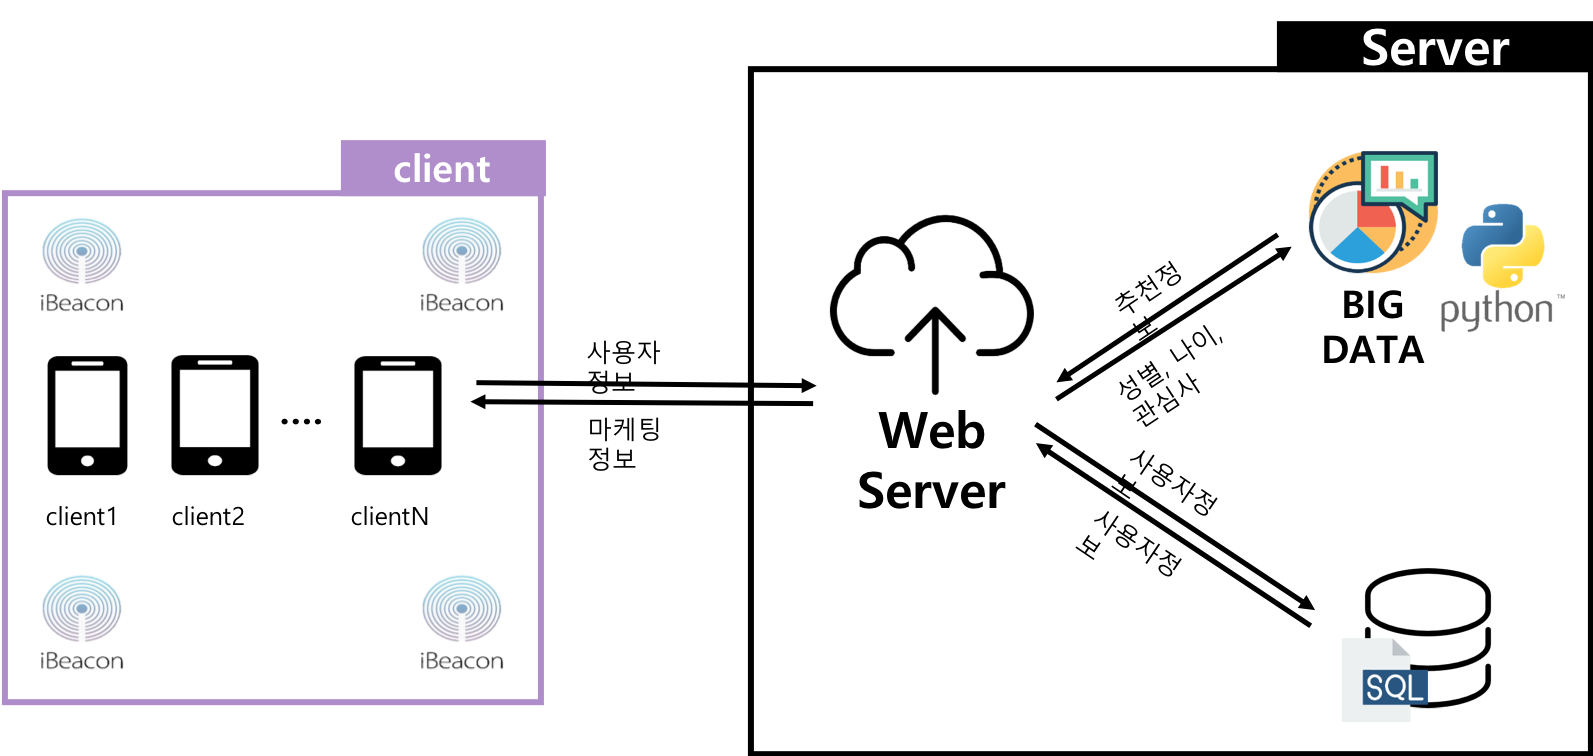 Server
client
iBeacon
iBeacon
client1
client2
....
clientN
iBeacon
iBeacon
사용자
정보
마케팅
정보
Web
Server
추천정
보
성별, 나이,
관심사
사용자정
보
사용자정
보
BIG
DATA
python™
SQL